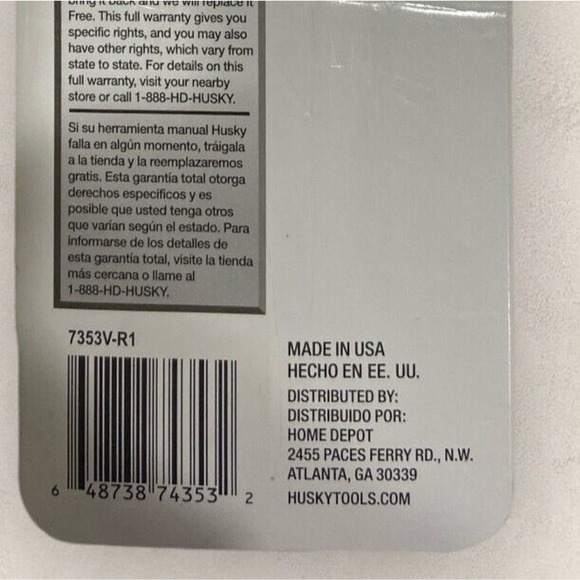 bring it back and we will replace it
Free. This full warranty gives you
specific rights, and you may also
have other rights, which vary from
state to state. For details on this
full warranty, visit your nearby
store or call 1-888-HD-HUSKY.
Si su herramienta manual Husky
falla en algún momento, tráigala
a la tienda y la reemplazaremos
gratis. Esta garantía total otorga
derechos específicos y es
posible que usted tenga otros
que varían según el estado. Para
informarse de los detalles de
esta garantía total, visite la tienda
más cercana o llame al
1-888-HD-HUSKY.
7353V-R1
6 48738 74353 2
MADE IN USA
HECHO EN EE. UU.
DISTRIBUTED BY:
DISTRIBUIDO POR:
HOME DEPOT
2455 PACES FERRY RD., N.W.
ATLANTA, GA 30339
HUSKYTOOLS.COM